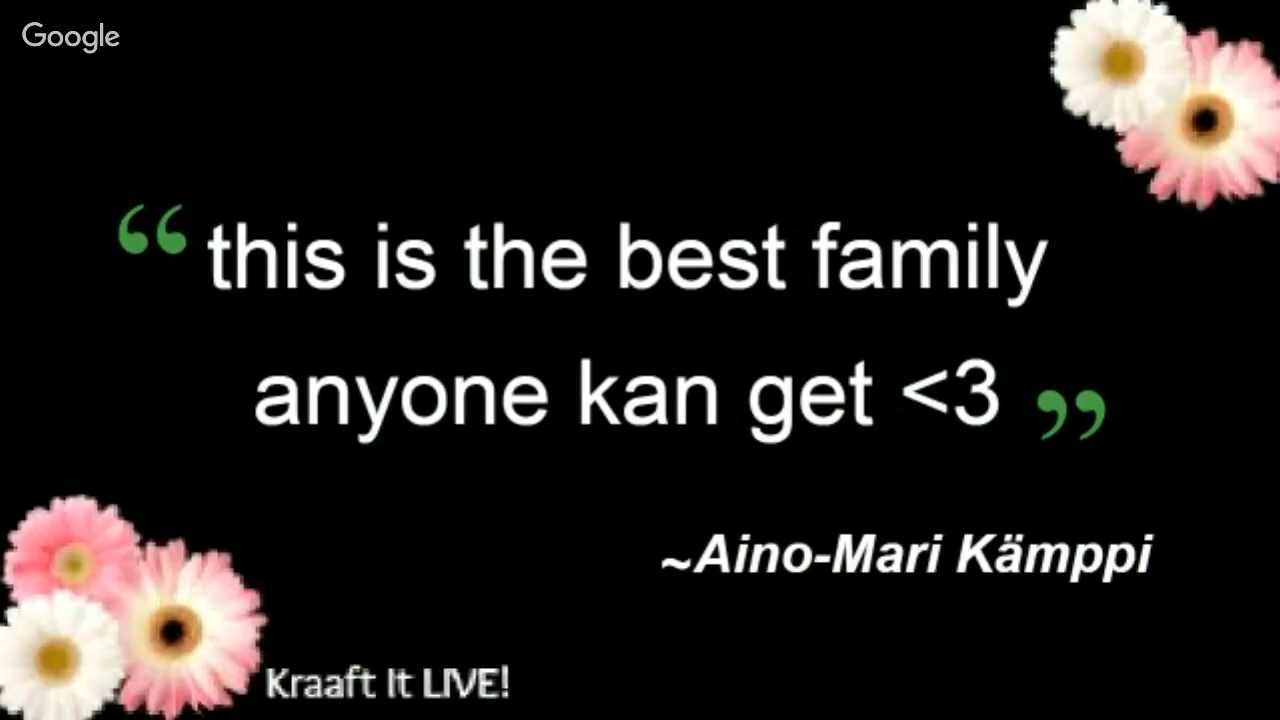 Google
“this is the best family
anyone kan get <3”
~Aino-Mari Kämppi
Kraaft It LIVE!